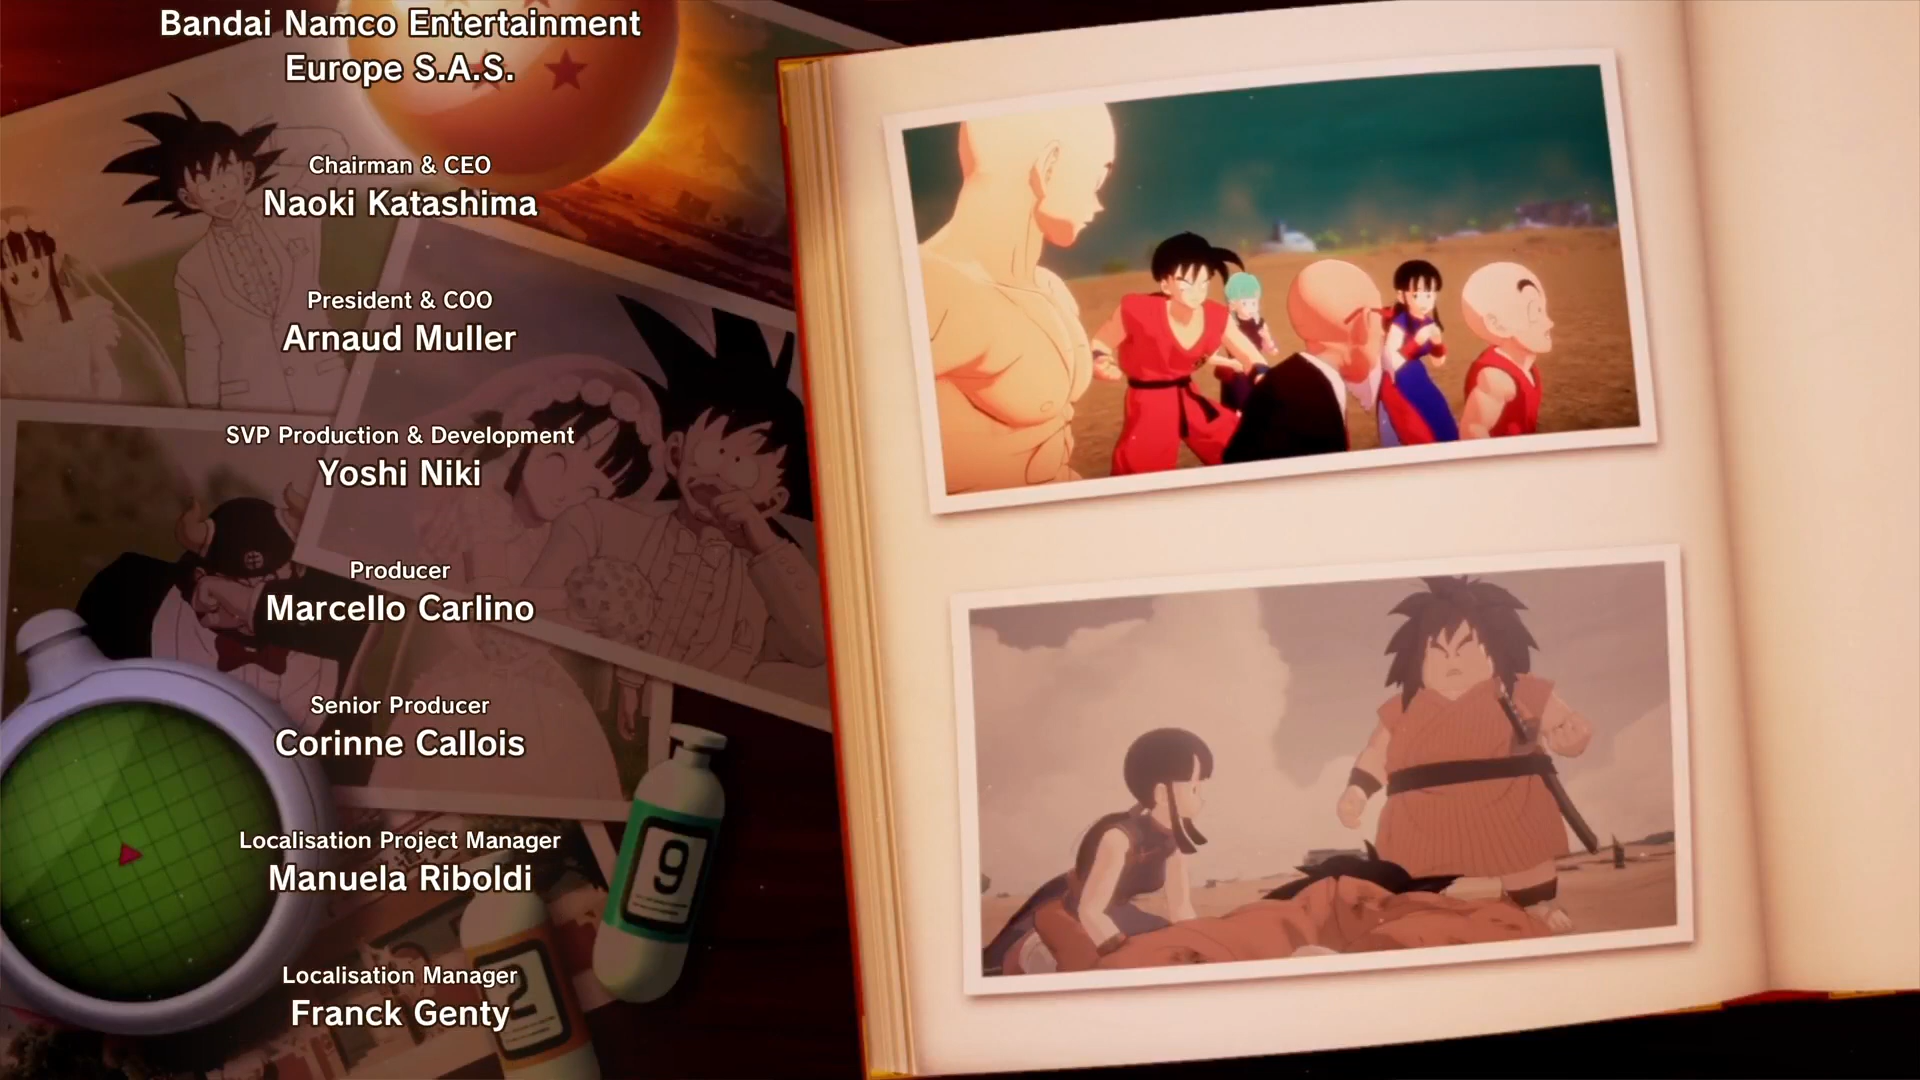 Bandai Namco Entertainment
Europe S.A.S.
Chairman & CEO
Naoki Katashima
President & COO
Arnaud Muller
SVP Production & Development
Yoshi Niki
Producer
Marcello Carlino
Senior Producer
Corinne Callois
Localisation Project Manager
Manuela Riboldi
Localisation Manager
Franck Genty
9
2